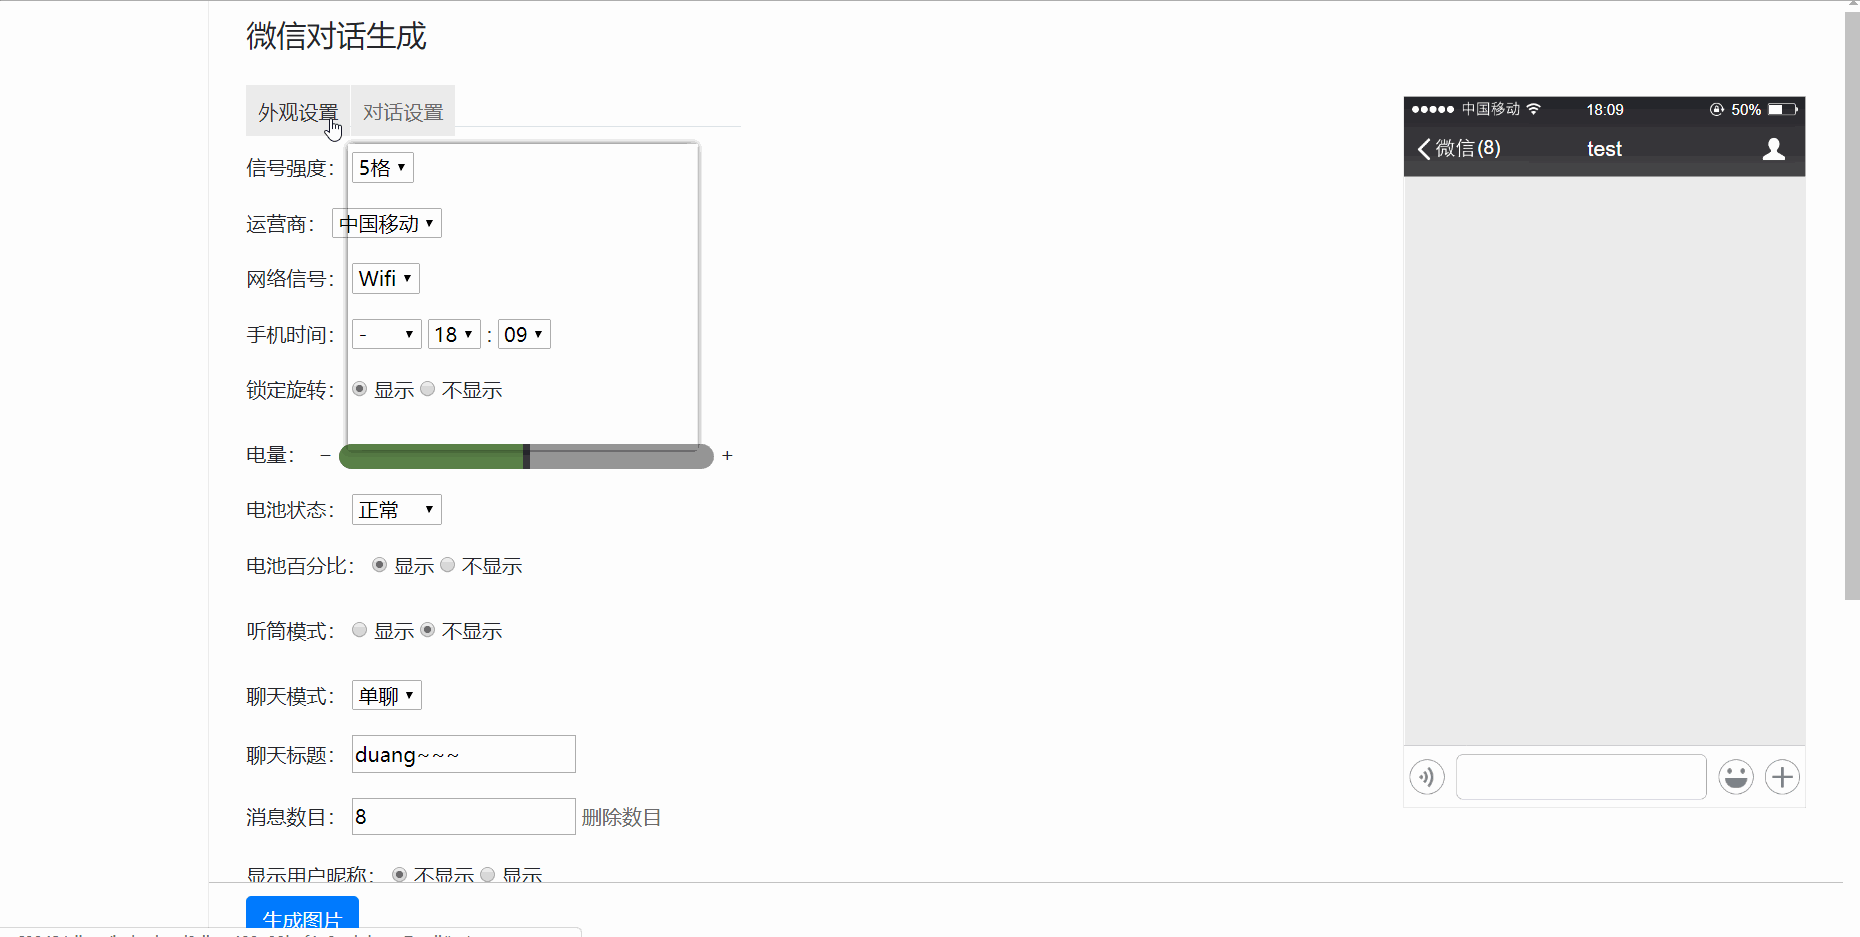 微信对话生成
外观设置 对话设置
信号强度： 5格
运营商： 中国移动
网络信号： Wifi
手机时间： - 18 : 09
锁定旋转： 显示 不显示
电量： − +
电池状态： 正常
电池百分比： 显示 不显示
听筒模式： 显示 不显示
聊天模式： 单聊
聊天标题： duang~~~
消息数目： 8 删除数目
显示用户昵称： 不显示 显示
生成图片
中国移动 18:09 50%
微信(8) test